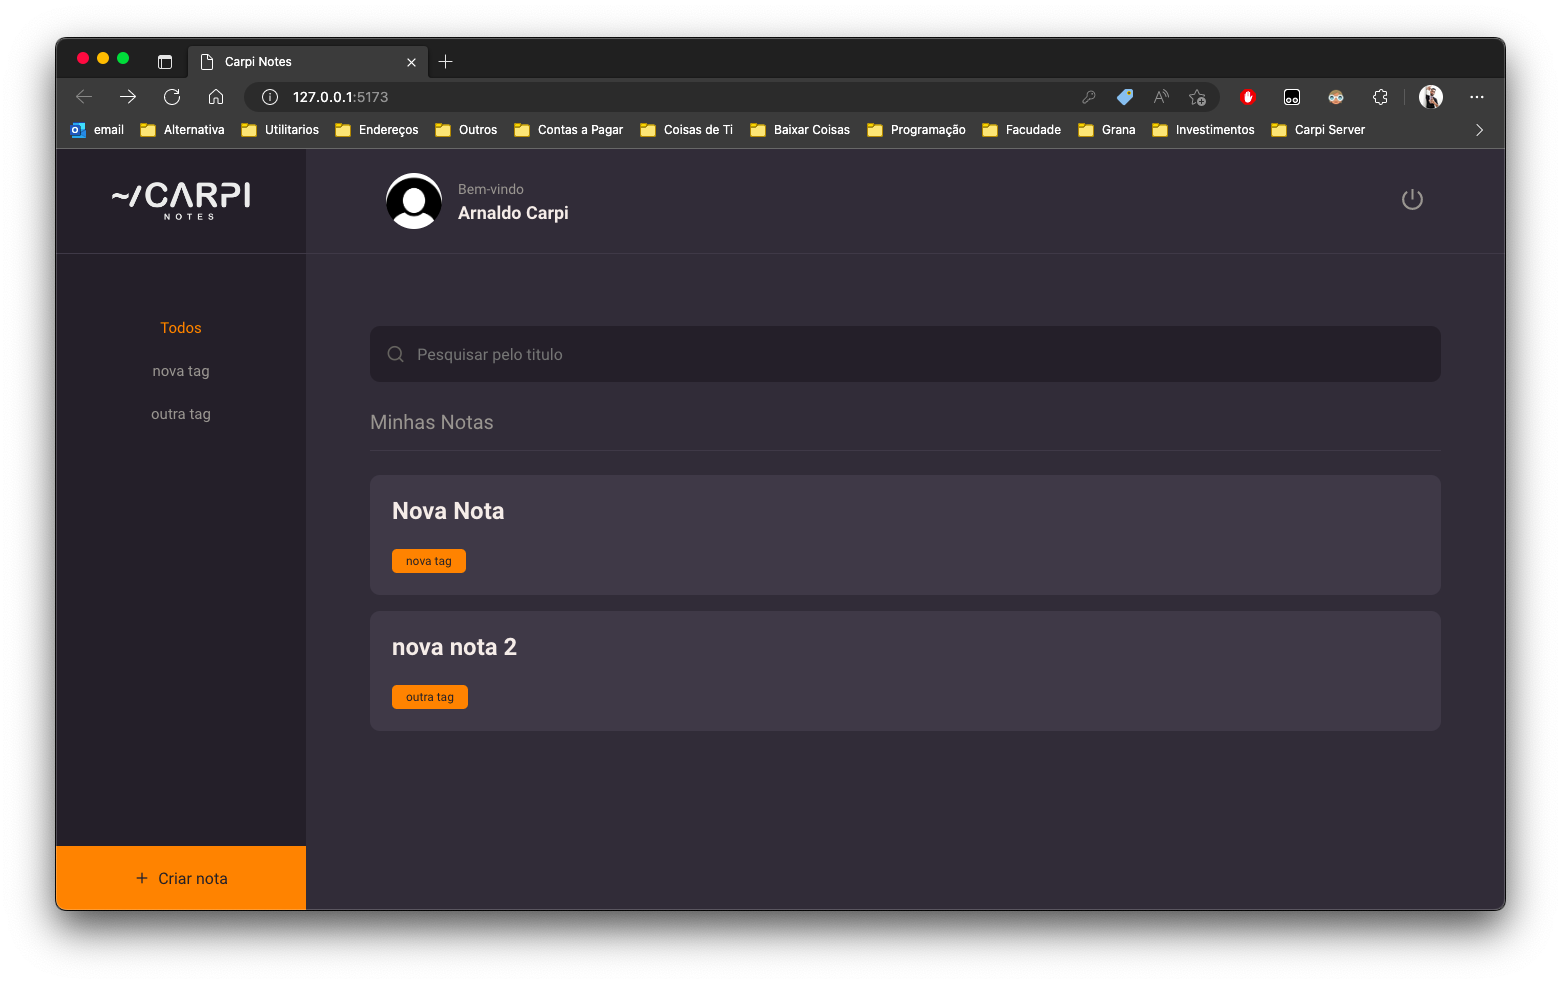 Carpi Notes
127.0.0.1:5173
email Alternativa Utilitarios Endereços Outros Contas a Pagar Coisas de Ti Baixar Coisas Programação Facudade Grana Investimentos Carpi Server
~/CARPI
NOTES
Bem-vindo
Arnaldo Carpi
Todos
nova tag
outra tag
Pesquisar pelo titulo
Minhas Notas
Nova Nota
nova tag
nova nota 2
outra tag
+ Criar nota